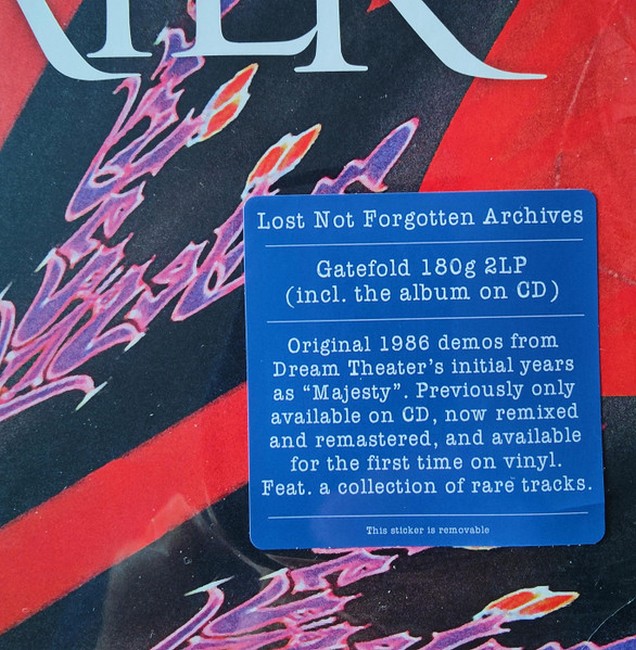 Lost Not Forgotten Archives
Gatefold 180g 2LP
(incl. the album on CD)
Original 1986 demos from
Dream Theater's initial years
as "Majesty". Previously only
available on CD, now remixed
and remastered, and available
for the first time on vinyl.
Feat. a collection of rare tracks.
This sticker is removable